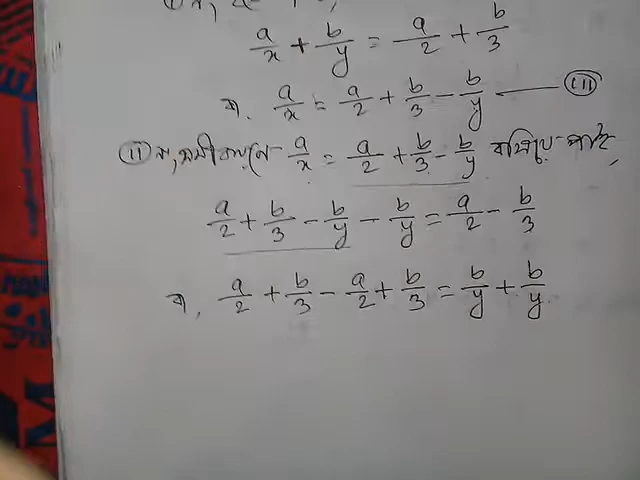 a/x + b/y = a/2 + b/3
বা, a/x = a/2 + b/3 - b/y —— (iii)
(ii) নং সমীকরণে a/x = a/2 + b/3 - b/y বসিয়ে পাই,
a/2 + b/3 - b/y - b/y = a/2 - b/3
বা, a/2 + b/3 - a/2 + b/3 = b/y + b/y